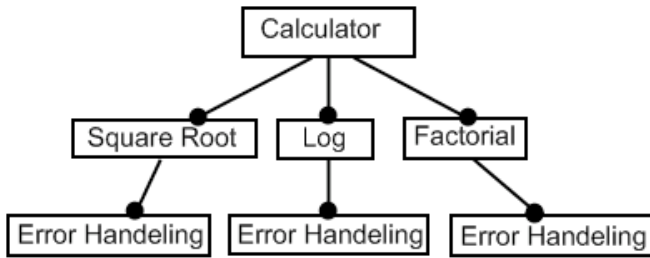 Calculator
Square Root
Log
Factorial
Error Handeling
Error Handeling
Error Handeling